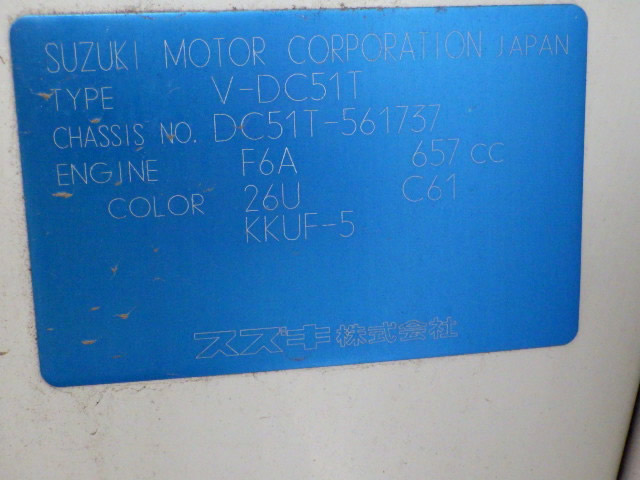 SUZUKI MOTOR CORPORATION JAPAN
TYPE V-DC51T
CHASSIS NO. DC51T-561737
ENGINE F6A 657 CC
COLOR 26U C61
KKUF-5
スズキ株式会社